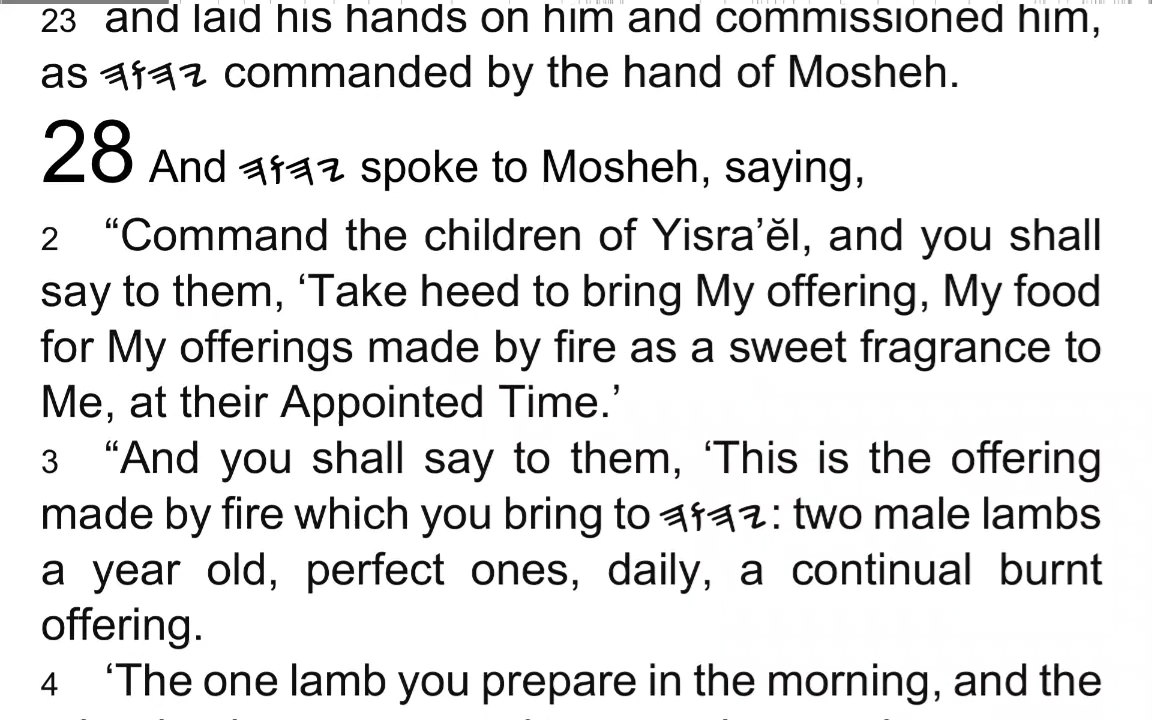 23 and laid his hands on him and commissioned him,
as 𐤉𐤄𐤅𐤄 commanded by the hand of Mosheh.
28 And 𐤉𐤄𐤅𐤄 spoke to Mosheh, saying,
2 “Command the children of Yisra’ĕl, and you shall
say to them, ‘Take heed to bring My offering, My food
for My offerings made by fire as a sweet fragrance to
Me, at their Appointed Time.’
3 “And you shall say to them, ‘This is the offering
made by fire which you bring to 𐤉𐤄𐤅𐤄: two male lambs
a year old, perfect ones, daily, a continual burnt
offering.
4 ‘The one lamb you prepare in the morning, and the